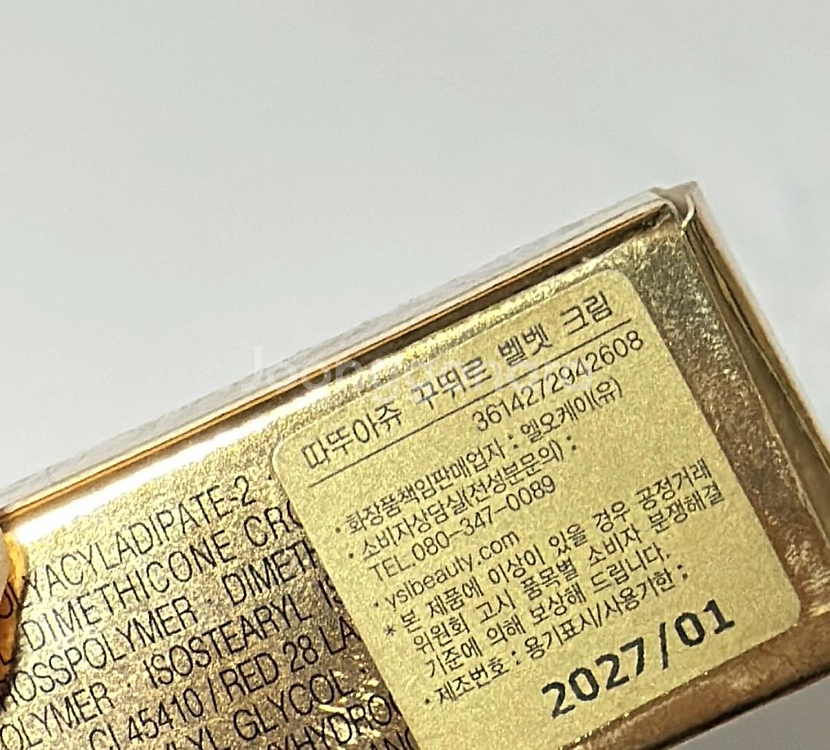 따뚜아쥬 꾸뛰르 벨벳 크림
3614272942608
· 화장품책임판매업자 : 엘오케이(유)
· 소비자상담실(전성분문의) :
TEL.080-347-0089
· yslbeauty.com
* 본 제품에 이상이 있을 경우 공정거래
위원회 고시 품목별 소비자 분쟁해결
기준에 의해 보상해 드립니다.
· 제조번호 : 용기표시/사용기한 :
2027/01
OLYACYLADIPATE-2
DIMETHICONE CRO
ROSSPOLYMER DIMETH
OLYMER ISOSTEARYL IS
CI 45410 / RED 28 LA
YL GLYCOL
YHYDRO